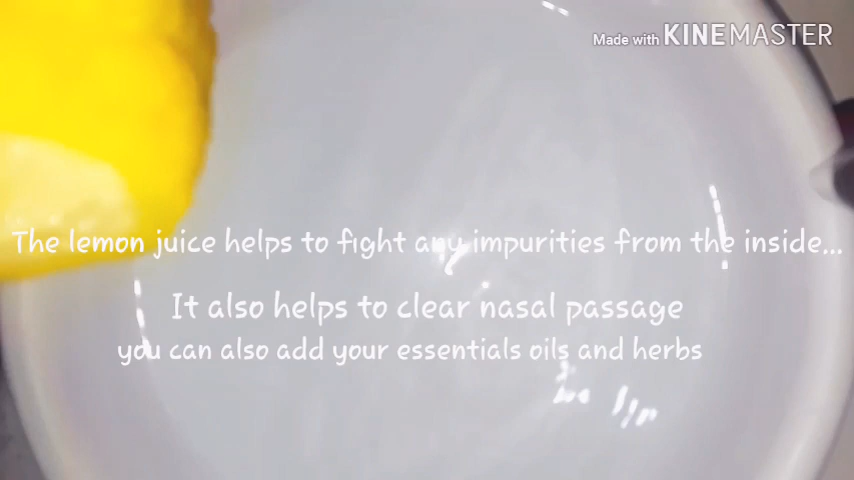 Made with KINEMASTER
The lemon juice helps to fight any impurities from the inside...
It also helps to clear nasal passage
you can also add your essentials oils and herbs